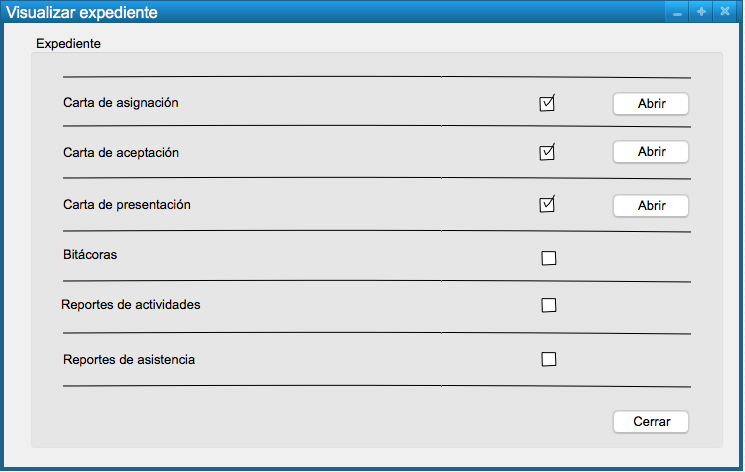 Visualizar expediente
Expediente
Carta de asignación Abrir
Carta de aceptación Abrir
Carta de presentación Abrir
Bitácoras
Reportes de actividades
Reportes de asistencia
Cerrar